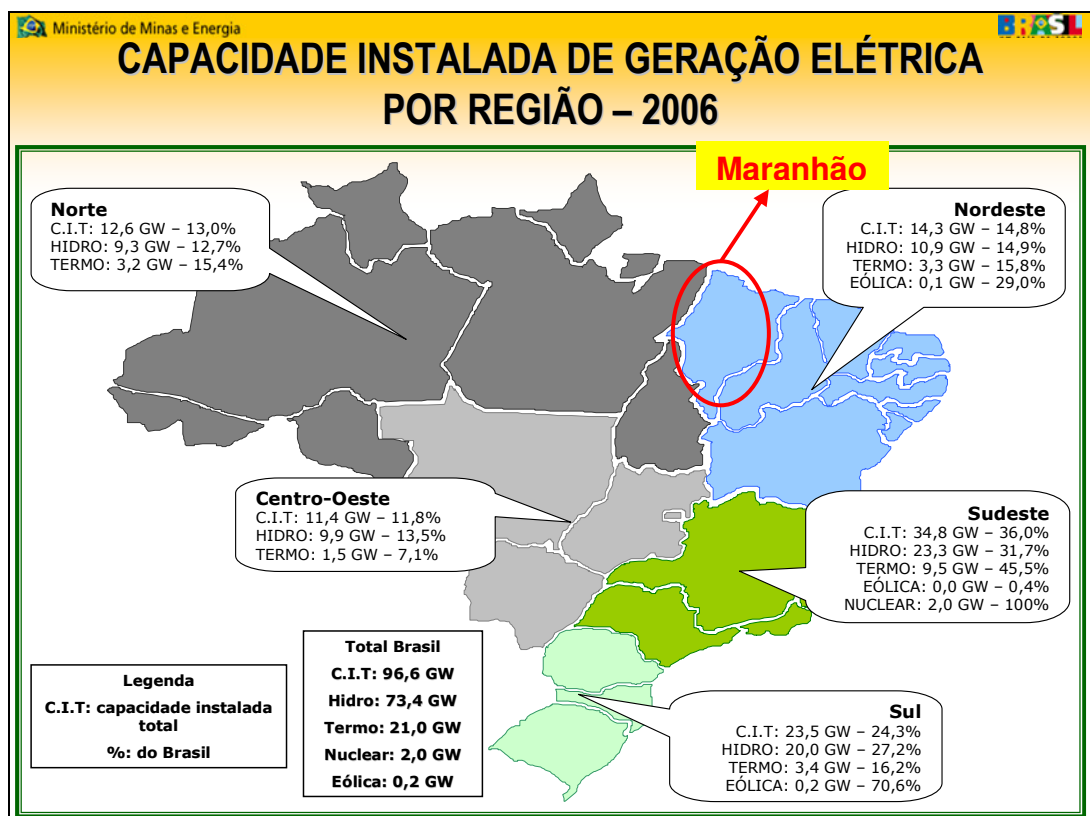 Ministério de Minas e Energia
BRASIL
CAPACIDADE INSTALADA DE GERAÇÃO ELÉTRICA
POR REGIÃO – 2006
Maranhão
Norte
C.I.T: 12,6 GW – 13,0%
HIDRO: 9,3 GW – 12,7%
TERMO: 3,2 GW – 15,4%
Nordeste
C.I.T: 14,3 GW – 14,8%
HIDRO: 10,9 GW – 14,9%
TERMO: 3,3 GW – 15,8%
EÓLICA: 0,1 GW – 29,0%
Centro-Oeste
C.I.T: 11,4 GW – 11,8%
HIDRO: 9,9 GW – 13,5%
TERMO: 1,5 GW – 7,1%
Sudeste
C.I.T: 34,8 GW – 36,0%
HIDRO: 23,3 GW – 31,7%
TERMO: 9,5 GW – 45,5%
EÓLICA: 0,0 GW – 0,4%
NUCLEAR: 2,0 GW – 100%
Legenda
C.I.T: capacidade instalada
total
%: do Brasil
Total Brasil
C.I.T: 96,6 GW
Hidro: 73,4 GW
Termo: 21,0 GW
Nuclear: 2,0 GW
Eólica: 0,2 GW
Sul
C.I.T: 23,5 GW – 24,3%
HIDRO: 20,0 GW – 27,2%
TERMO: 3,4 GW – 16,2%
EÓLICA: 0,2 GW – 70,6%